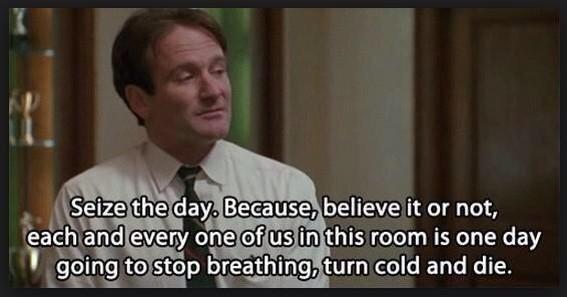 Seize the day. Because, believe it or not,
each and every one of us in this room is one day
going to stop breathing, turn cold and die.